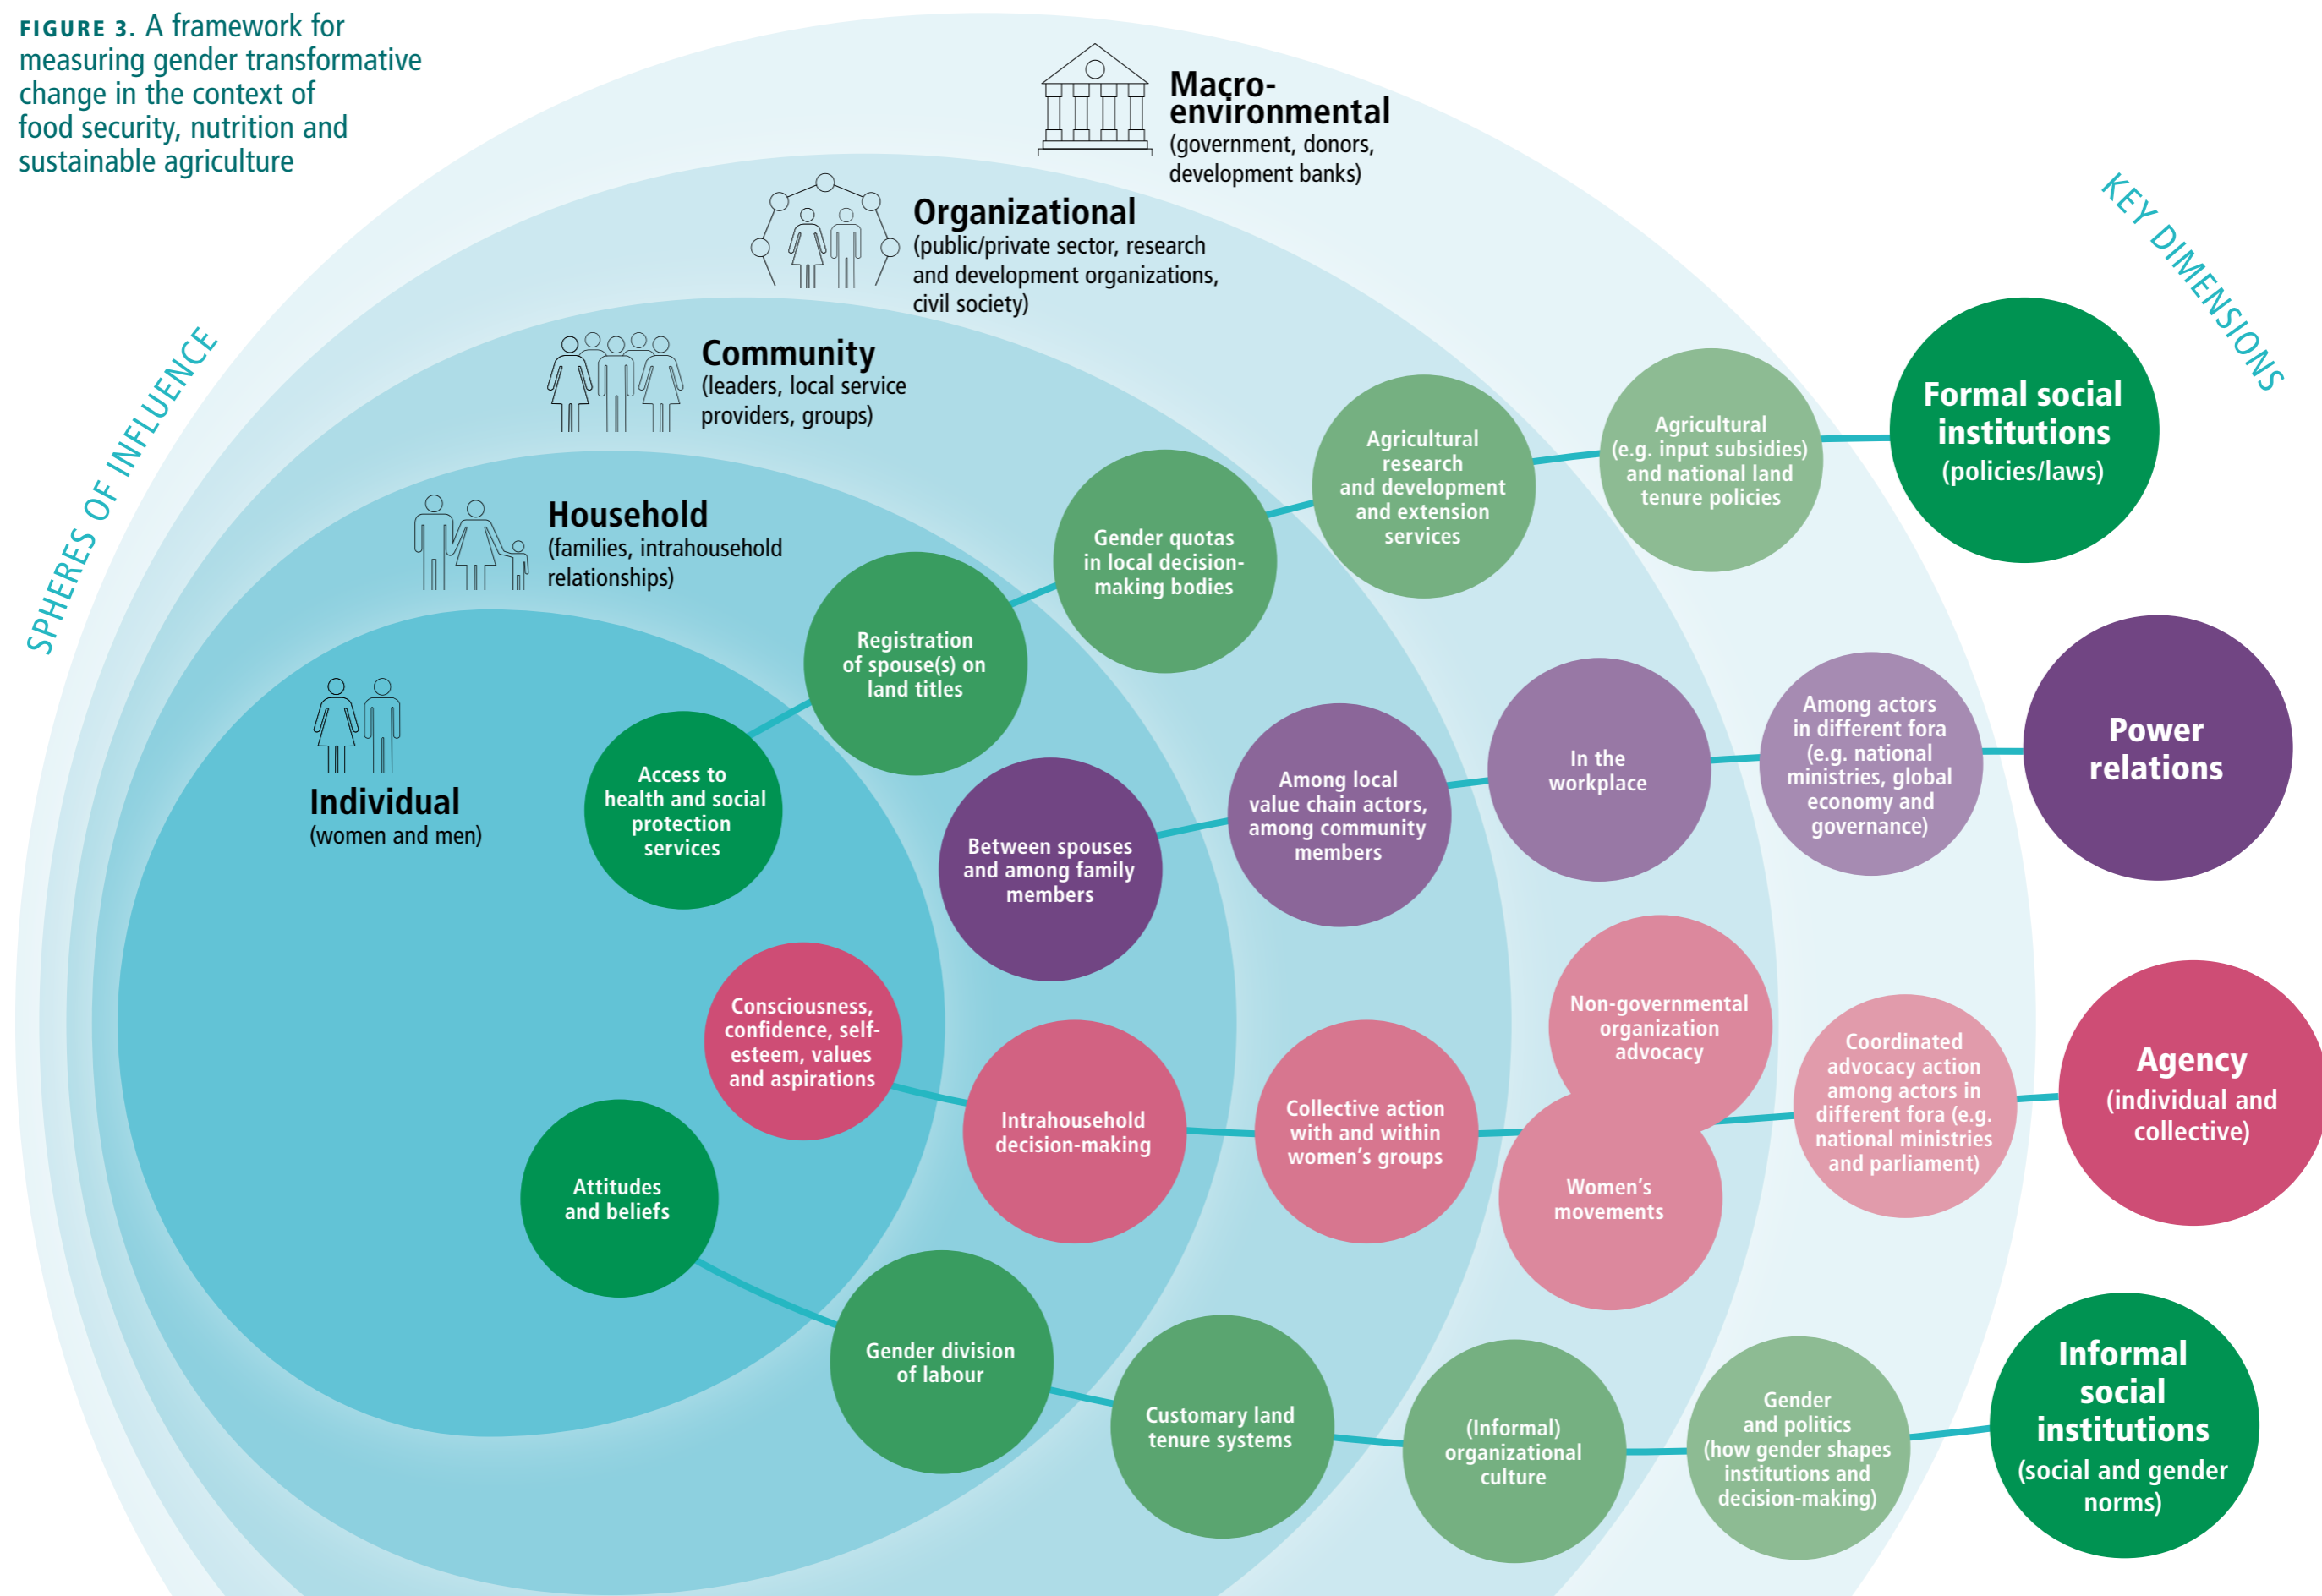 FIGURE 3. A framework for
measuring gender transformative
change in the context of
food security, nutrition and
sustainable agriculture
SPHERES OF INFLUENCE
KEY DIMENSIONS
Macro-
environmental
(government, donors,
development banks)
Organizational
(public/private sector, research
and development organizations,
civil society)
Community
(leaders, local service
providers, groups)
Household
(families, intrahousehold
relationships)
Individual
(women and men)
Access to
health and social
protection
services
Registration
of spouse(s) on
land titles
Gender quotas
in local decision-
making bodies
Agricultural
research
and development
and extension
services
Agricultural
(e.g. input subsidies)
and national land
tenure policies
Formal social
institutions
(policies/laws)
Between spouses
and among family
members
Among local
value chain actors,
among community
members
In the
workplace
Among actors
in different fora
(e.g. national
ministries, global
economy and
governance)
Power
relations
Consciousness,
confidence, self-
esteem, values
and aspirations
Intrahousehold
decision-making
Collective action
with and within
women's groups
Non-governmental
organization
advocacy
Women's
movements
Coordinated
advocacy action
among actors in
different fora (e.g.
national ministries
and parliament)
Agency
(individual and
collective)
Attitudes
and beliefs
Gender division
of labour
Customary land
tenure systems
(Informal)
organizational
culture
Gender
and politics
(how gender shapes
institutions and
decision-making)
Informal
social
institutions
(social and gender
norms)